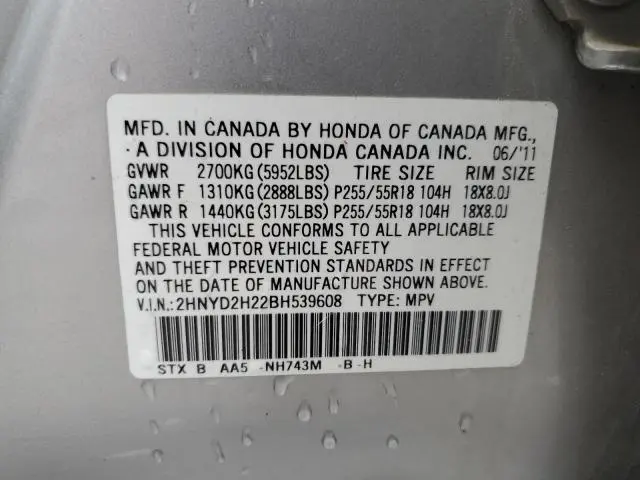 MFD. IN CANADA BY HONDA OF CANADA MFG.,
A DIVISION OF HONDA CANADA INC. 06/'11
GVWR 2700KG(5952LBS) TIRE SIZE RIM SIZE
GAWR F 1310KG(2888LBS) P255/55R18 104H 18X8.0J
GAWR R 1440KG(3175LBS) P255/55R18 104H 18X8.0J
THIS VEHICLE CONFORMS TO ALL APPLICABLE
FEDERAL MOTOR VEHICLE SAFETY
AND THEFT PREVENTION STANDARDS IN EFFECT
ON THE DATE OF MANUFACTURE SHOWN ABOVE.
V.I.N.:2HNYD2H22BH539608 TYPE: MPV
STX B AA5 -NH743M -B -H